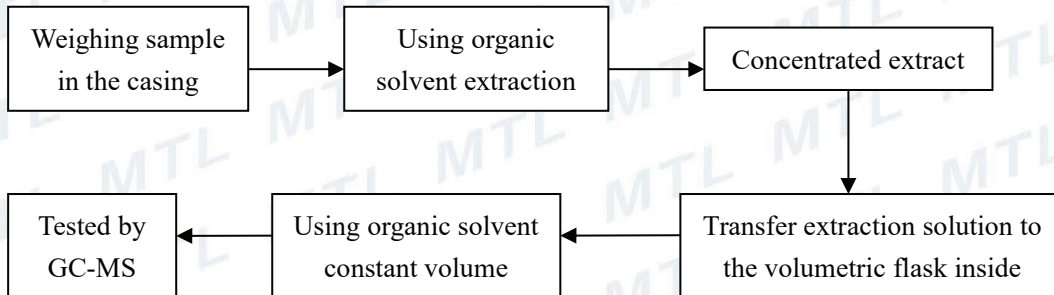 Weighing sample
in the casing
Using organic
solvent extraction
Concentrated extract
Transfer extraction solution to
the volumetric flask inside
Using organic solvent
constant volume
Tested by
GC-MS
MTL